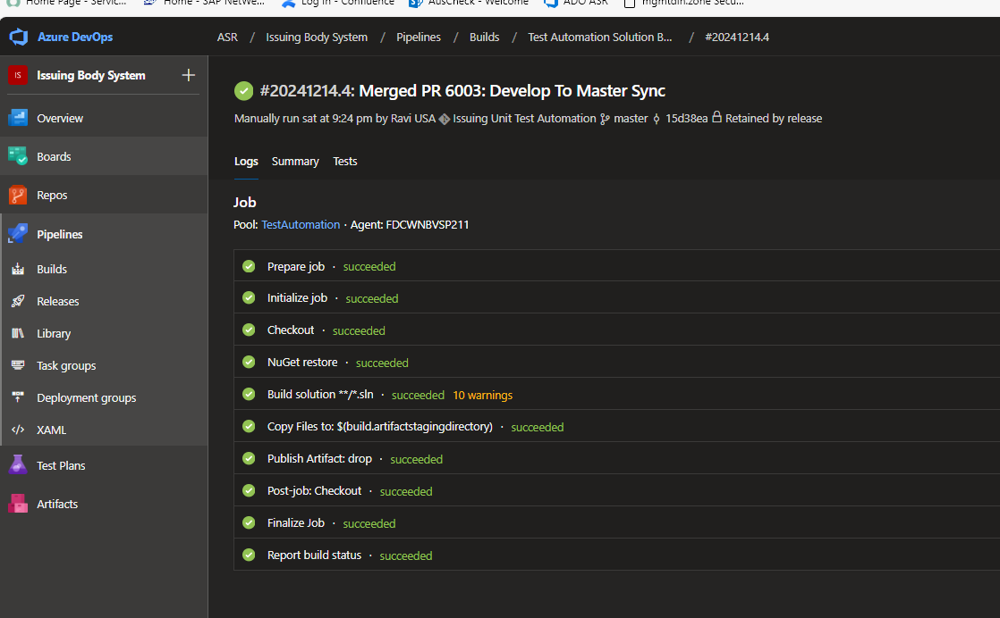 Home Page - Servic... Home - SAP NetWe... Log in - Confluence AusCheck - Welcome ADO ASR mgmtdin.zone Secu...
Azure DevOps ASR / Issuing Body System / Pipelines / Builds / Test Automation Solution B... / #20241214.4
IS Issuing Body System +
Overview
Boards
Repos
Pipelines
Builds
Releases
Library
Task groups
Deployment groups
XAML
Test Plans
Artifacts
#20241214.4: Merged PR 6003: Develop To Master Sync
Manually run sat at 9:24 pm by Ravi USA Issuing Unit Test Automation master 15d38ea Retained by release
Logs Summary Tests
Job
Pool: TestAutomation · Agent: FDCWNBVSP211
Prepare job · succeeded
Initialize job · succeeded
Checkout · succeeded
NuGet restore · succeeded
Build solution **/*.sln · succeeded 10 warnings
Copy Files to: $(build.artifactstagingdirectory) · succeeded
Publish Artifact: drop · succeeded
Post-job: Checkout · succeeded
Finalize Job · succeeded
Report build status · succeeded